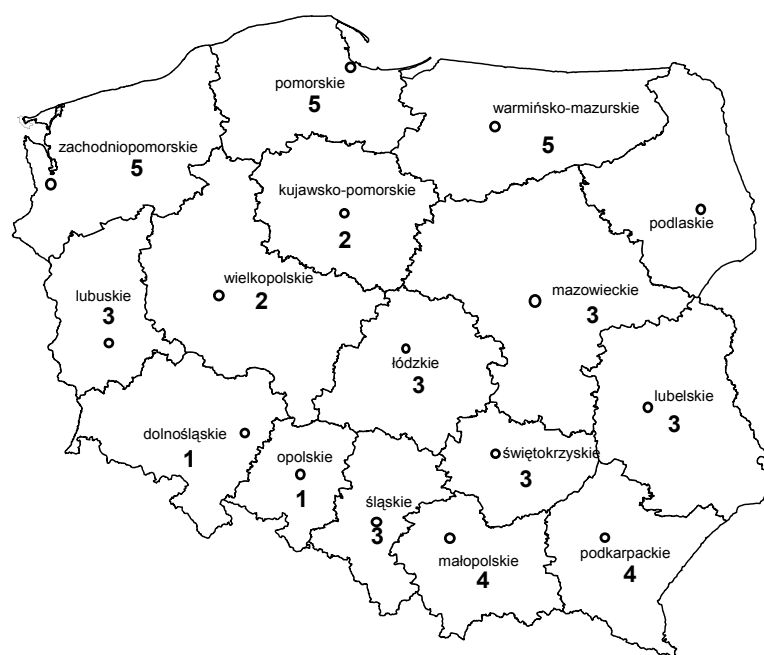 pomorskie
5
warmińsko-mazurskie
5
zachodniopomorskie
5
kujawsko-pomorskie
2
podlaskie
wielkopolskie
2
mazowieckie
3
lubuskie
3
łódzkie
3
lubelskie
3
dolnośląskie
1
opolskie
1
świętokrzyskie
3
śląskie
3
małopolskie
4
podkarpackie
4